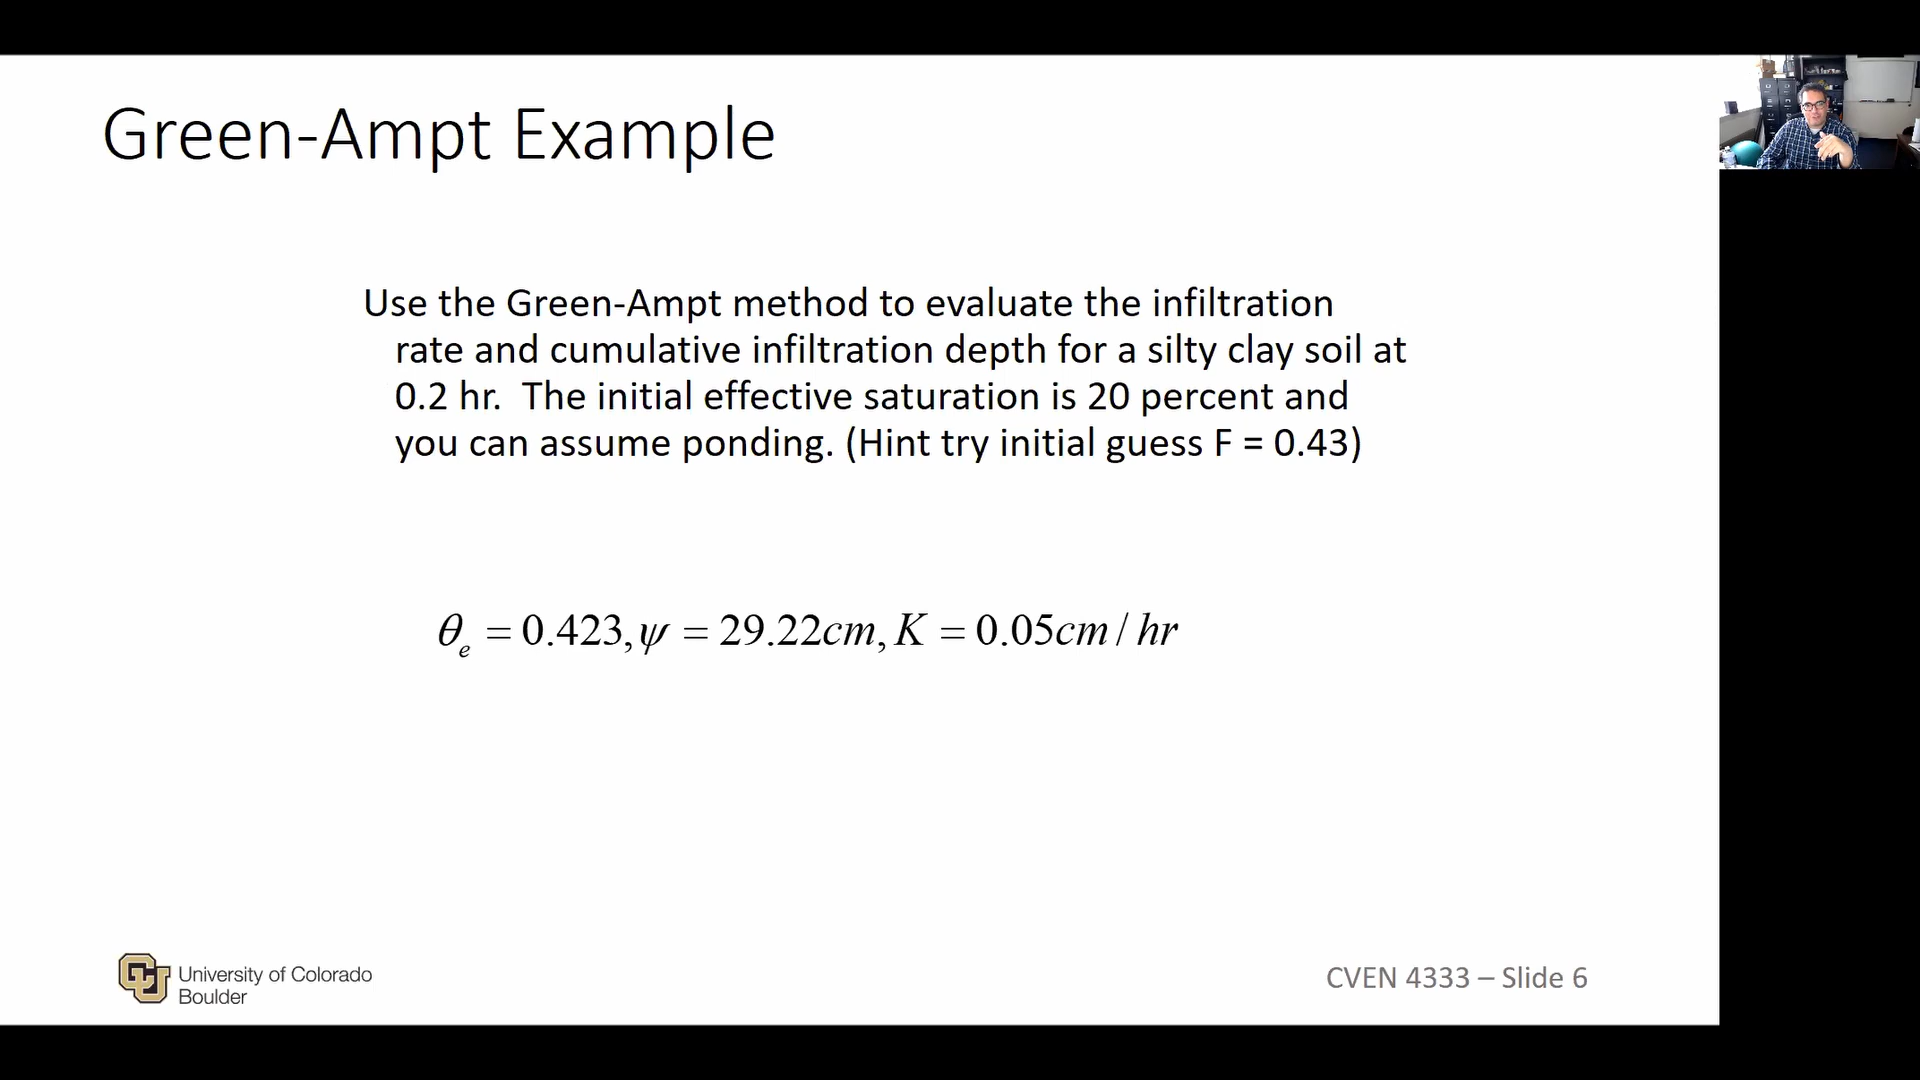 Green-Ampt Example
Use the Green-Ampt method to evaluate the infiltration
rate and cumulative infiltration depth for a silty clay soil at
0.2 hr.  The initial effective saturation is 20 percent and
you can assume ponding. (Hint try initial guess F = 0.43)
θₑ = 0.423, ψ = 29.22cm, K = 0.05cm / hr
CU University of Colorado
Boulder
CVEN 4333 – Slide 6